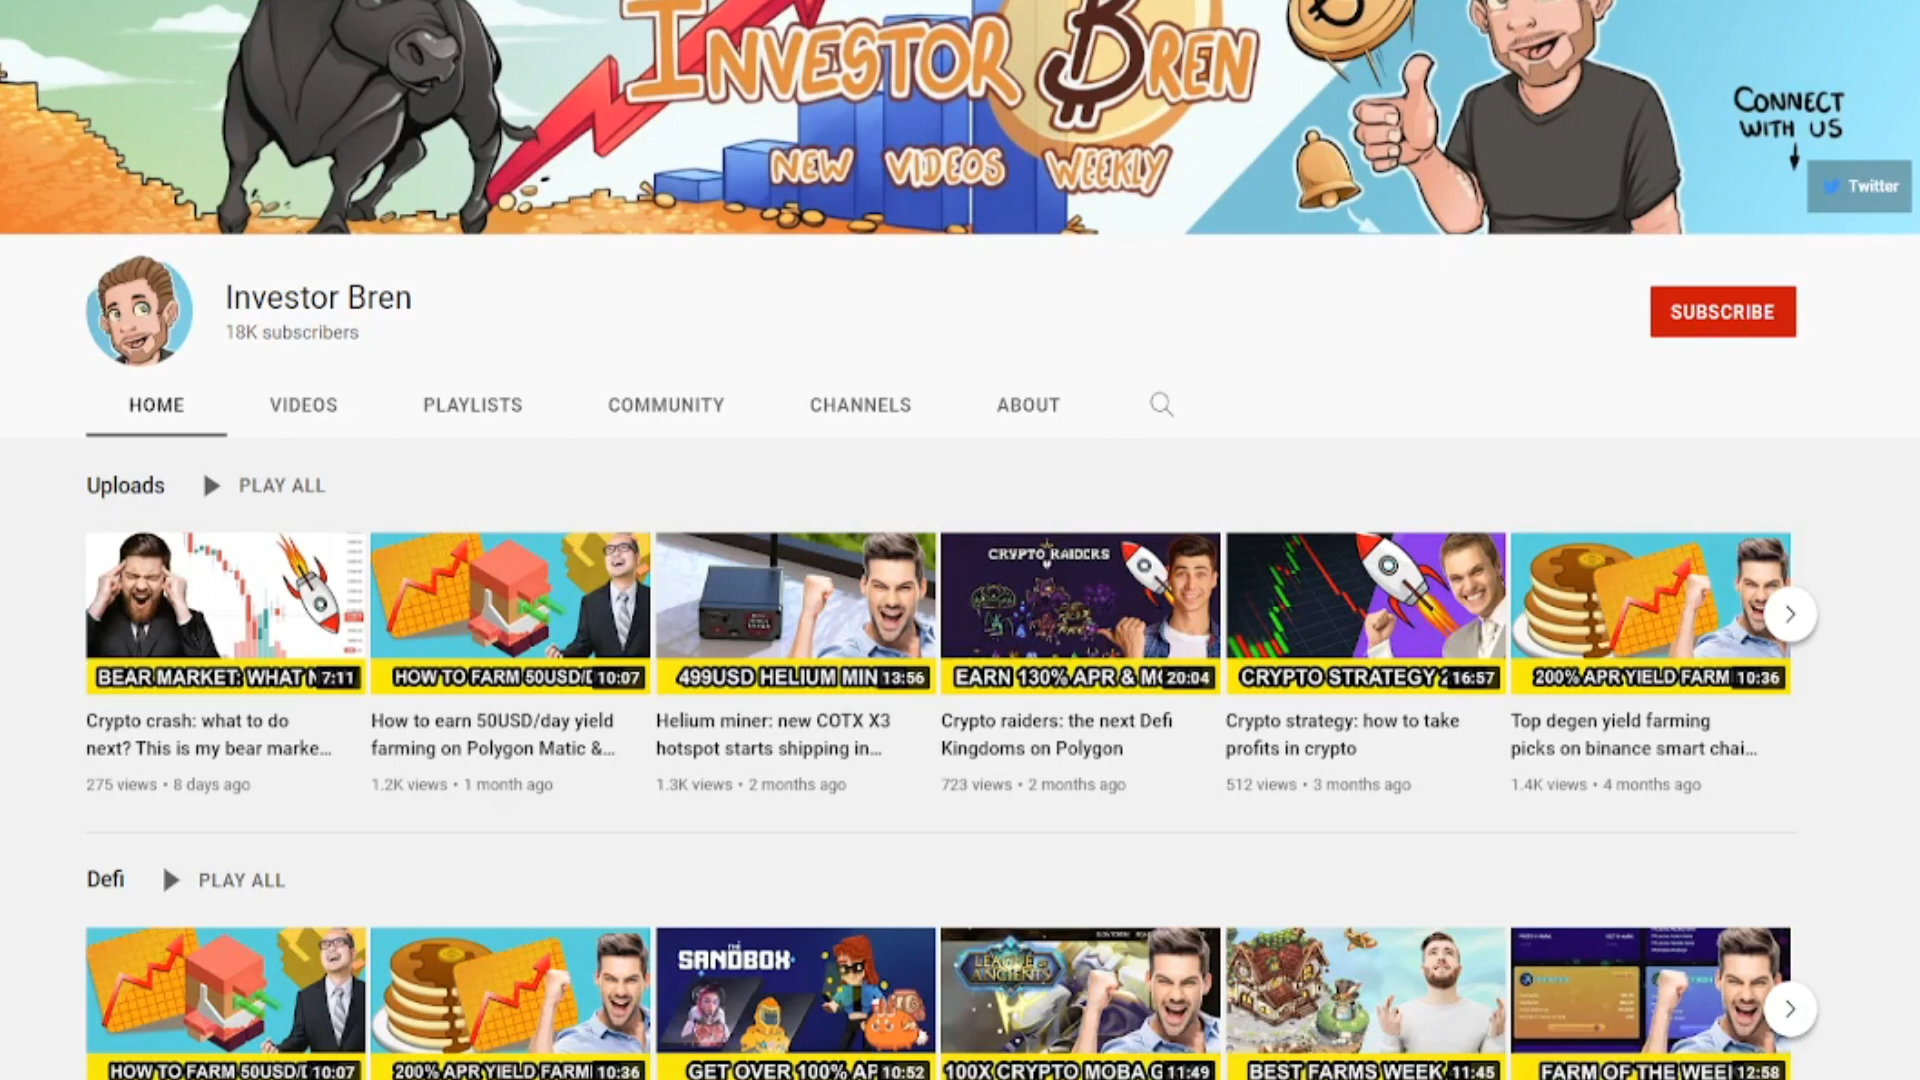 INVESTOR BREN
NEW VIDEOS WEEKLY
CONNECT
WITH US
Twitter
Investor Bren
18K subscribers
SUBSCRIBE
HOME VIDEOS PLAYLISTS COMMUNITY CHANNELS ABOUT
Uploads PLAY ALL
CRYPTO RAIDERS
BEAR MARKET: WHAT 7:11
HOW TO FARM 50USD/ 10:07
499USD HELIUM MIN 13:56
EARN 130% APR & 20:04
CRYPTO STRATEGY 16:57
200% APR YIELD FARM 10:36
Crypto crash: what to do
next? This is my bear marke...
275 views • 8 days ago
How to earn 50USD/day yield
farming on Polygon Matic &...
1.2K views • 1 month ago
Helium miner: new COTX X3
hotspot starts shipping in...
1.3K views • 2 months ago
Crypto raiders: the next Defi
Kingdoms on Polygon
723 views • 2 months ago
Crypto strategy: how to take
profits in crypto
512 views • 3 months ago
Top degen yield farming
picks on binance smart chai...
1.4K views • 4 months ago
Defi PLAY ALL
THE
SANDBOX
LEAGUE OF
ANCIENTS
HOW TO FARM 50USD/ 10:07
200% APR YIELD FARM 10:36
GET OVER 100% AP 10:52
100X CRYPTO MOBA G 11:49
BEST FARMS WEEK 11:45
FARM OF THE WEE 12:58